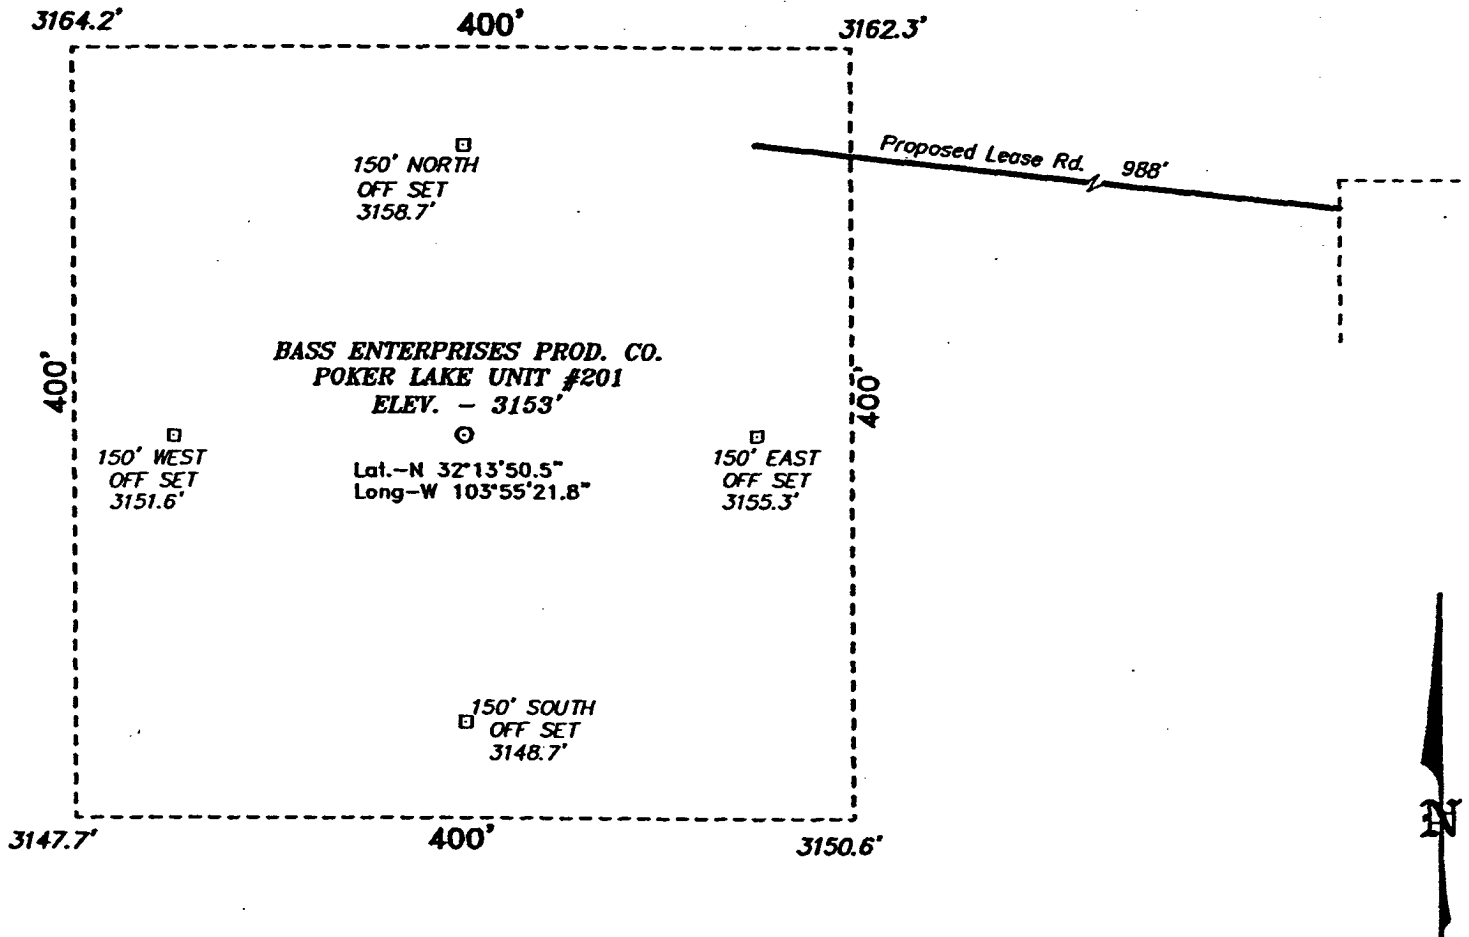 3164.2'
400'
3162.3'
150' NORTH
OFF SET
3158.7'
Proposed Lease Rd. 988'
BASS ENTERPRISES PROD. CO.
POKER LAKE UNIT #201
ELEV. - 3153'
400'
400'
150' WEST
OFF SET
3151.6'
Lat.-N 32°13'50.5"
Long-W 103°55'21.8"
150' EAST
OFF SET
3155.3'
150' SOUTH
OFF SET
3148.7'
N
3147.7'
400'
3150.6'